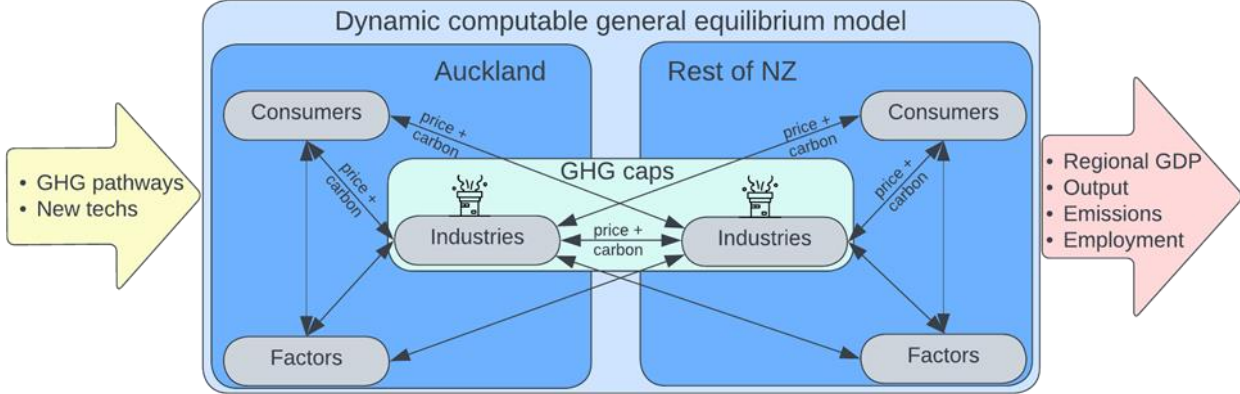 Dynamic computable general equilibrium model
Auckland
Rest of NZ
• GHG pathways
• New techs
Consumers
Consumers
price +
carbon
price +
carbon
price +
carbon
price +
carbon
GHG caps
Industries
price +
carbon
Industries
Factors
Factors
• Regional GDP
• Output
• Emissions
• Employment